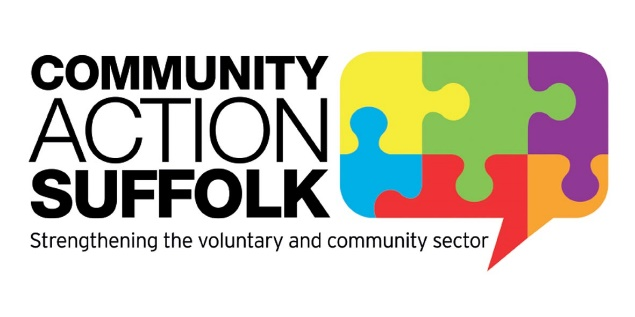 COMMUNITY
ACTION
SUFFOLK
Strengthening the voluntary and community sector